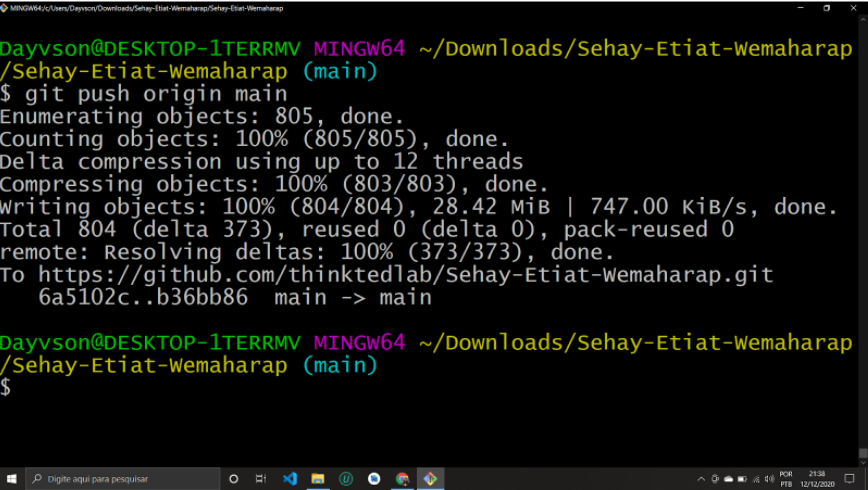 MINGW64:/c/Users/Dayvson/Downloads/Sehay-Etiat-Wemaharap/Sehay-Etiat-Wemaharap
Dayvson@DESKTOP-1TERRMV MINGW64 ~/Downloads/Sehay-Etiat-Wemaharap
/Sehay-Etiat-Wemaharap (main)
$ git push origin main
Enumerating objects: 805, done.
Counting objects: 100% (805/805), done.
Delta compression using up to 12 threads
Compressing objects: 100% (803/803), done.
Writing objects: 100% (804/804), 28.42 MiB | 747.00 KiB/s, done.
Total 804 (delta 373), reused 0 (delta 0), pack-reused 0
remote: Resolving deltas: 100% (373/373), done.
To https://github.com/thinktedlab/Sehay-Etiat-Wemaharap.git
   6a5102c..b36bb86  main -> main
Dayvson@DESKTOP-1TERRMV MINGW64 ~/Downloads/Sehay-Etiat-Wemaharap
/Sehay-Etiat-Wemaharap (main)
$
Digite aqui para pesquisar
POR
PTB
21:38
12/12/2020